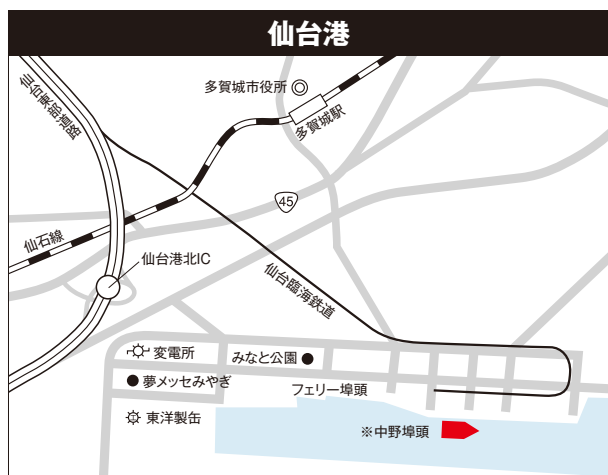 仙台港
多賀城市役所
多賀城駅
仙台東部道路
45
仙石線
仙台港北IC
仙台臨海鉄道
変電所
みなと公園
夢メッセみやぎ
フェリー埠頭
東洋製缶
※中野埠頭